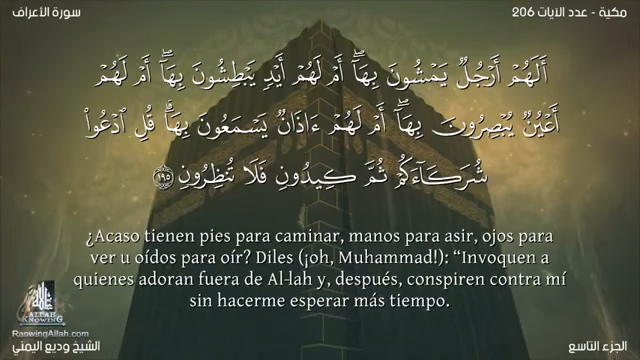 سورة الأعراف
مكية - عدد الآيات 206
أَلَهُمْ أَرْجُلٌ يَمْشُونَ بِهَآ ۖ أَمْ لَهُمْ أَيْدٍ يَبْطِشُونَ بِهَآ ۖ أَمْ لَهُمْ
أَعْيُنٌ يُبْصِرُونَ بِهَآ ۖ أَمْ لَهُمْ ءَاذَانٌ يَسْمَعُونَ بِهَا ۗ قُلِ ٱدْعُوا۟
شُرَكَآءَكُمْ ثُمَّ كِيدُونِ فَلَا تُنظِرُونِ ١٩٥
¿Acaso tienen pies para caminar, manos para asir, ojos para
ver u oídos para oír? Diles (¡oh, Muhammad!): “Invoquen a
quienes adoran fuera de Al-lah y, después, conspiren contra mí
sin hacerme esperar más tiempo.
ALLAH
KNOWING
RaowingAllah.com
الشيخ وديع اليمني
الجزء التاسع